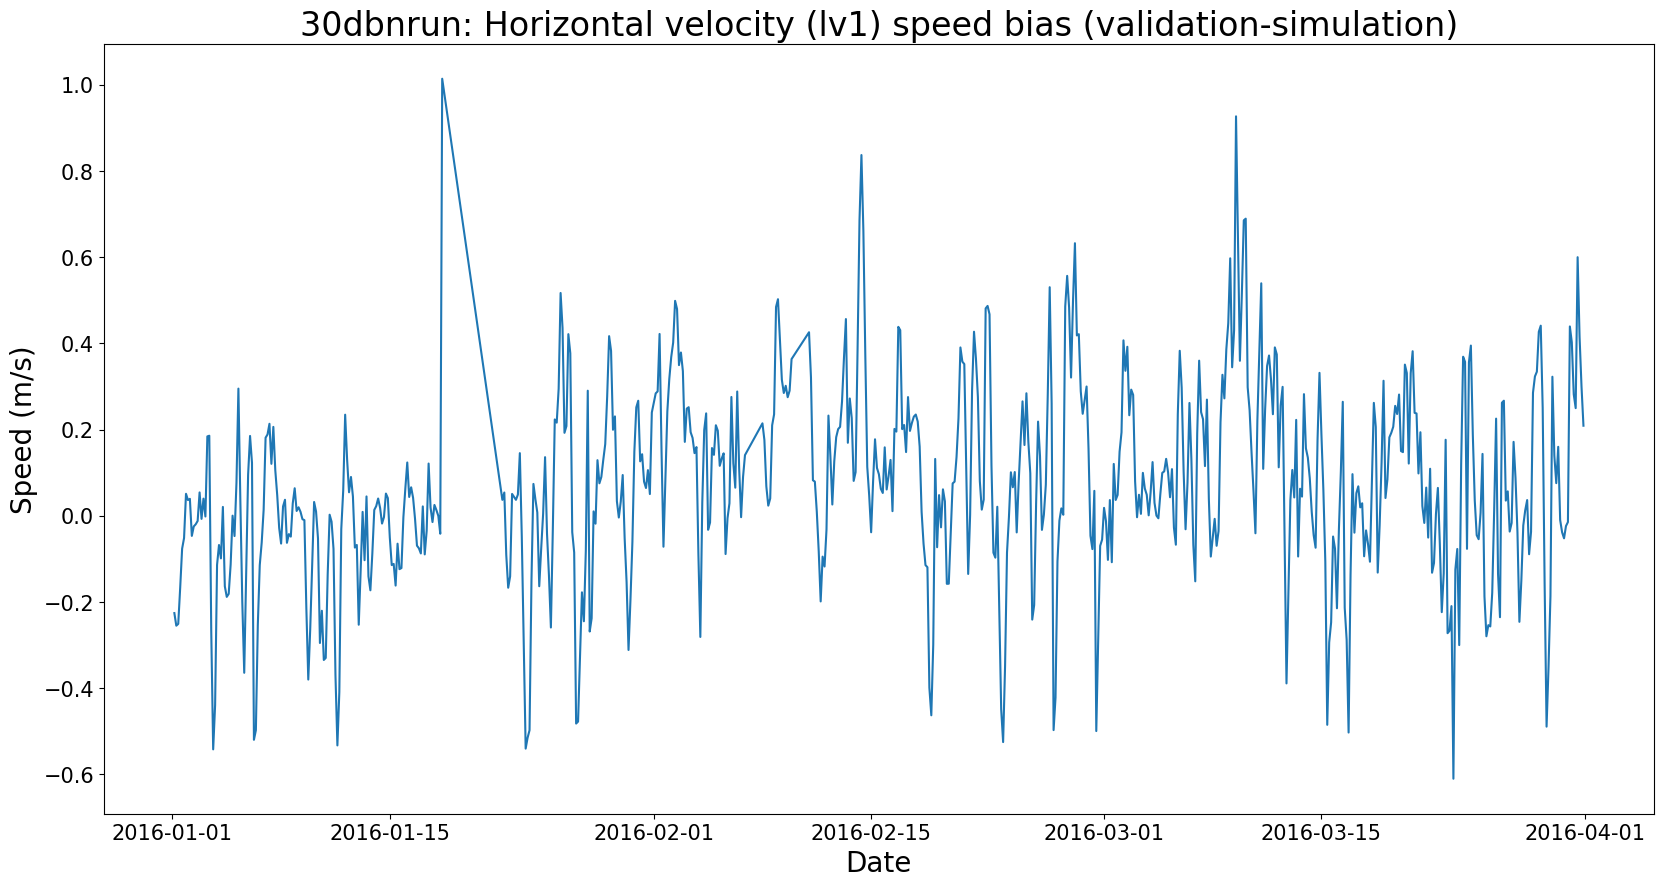 30dbnrun: Horizontal velocity (lv1) speed bias (validation-simulation)
Speed (m/s)
1.0
0.8
0.6
0.4
0.2
0.0
−0.2
−0.4
−0.6
2016-01-01 2016-01-15 2016-02-01 2016-02-15 2016-03-01 2016-03-15 2016-04-01
Date